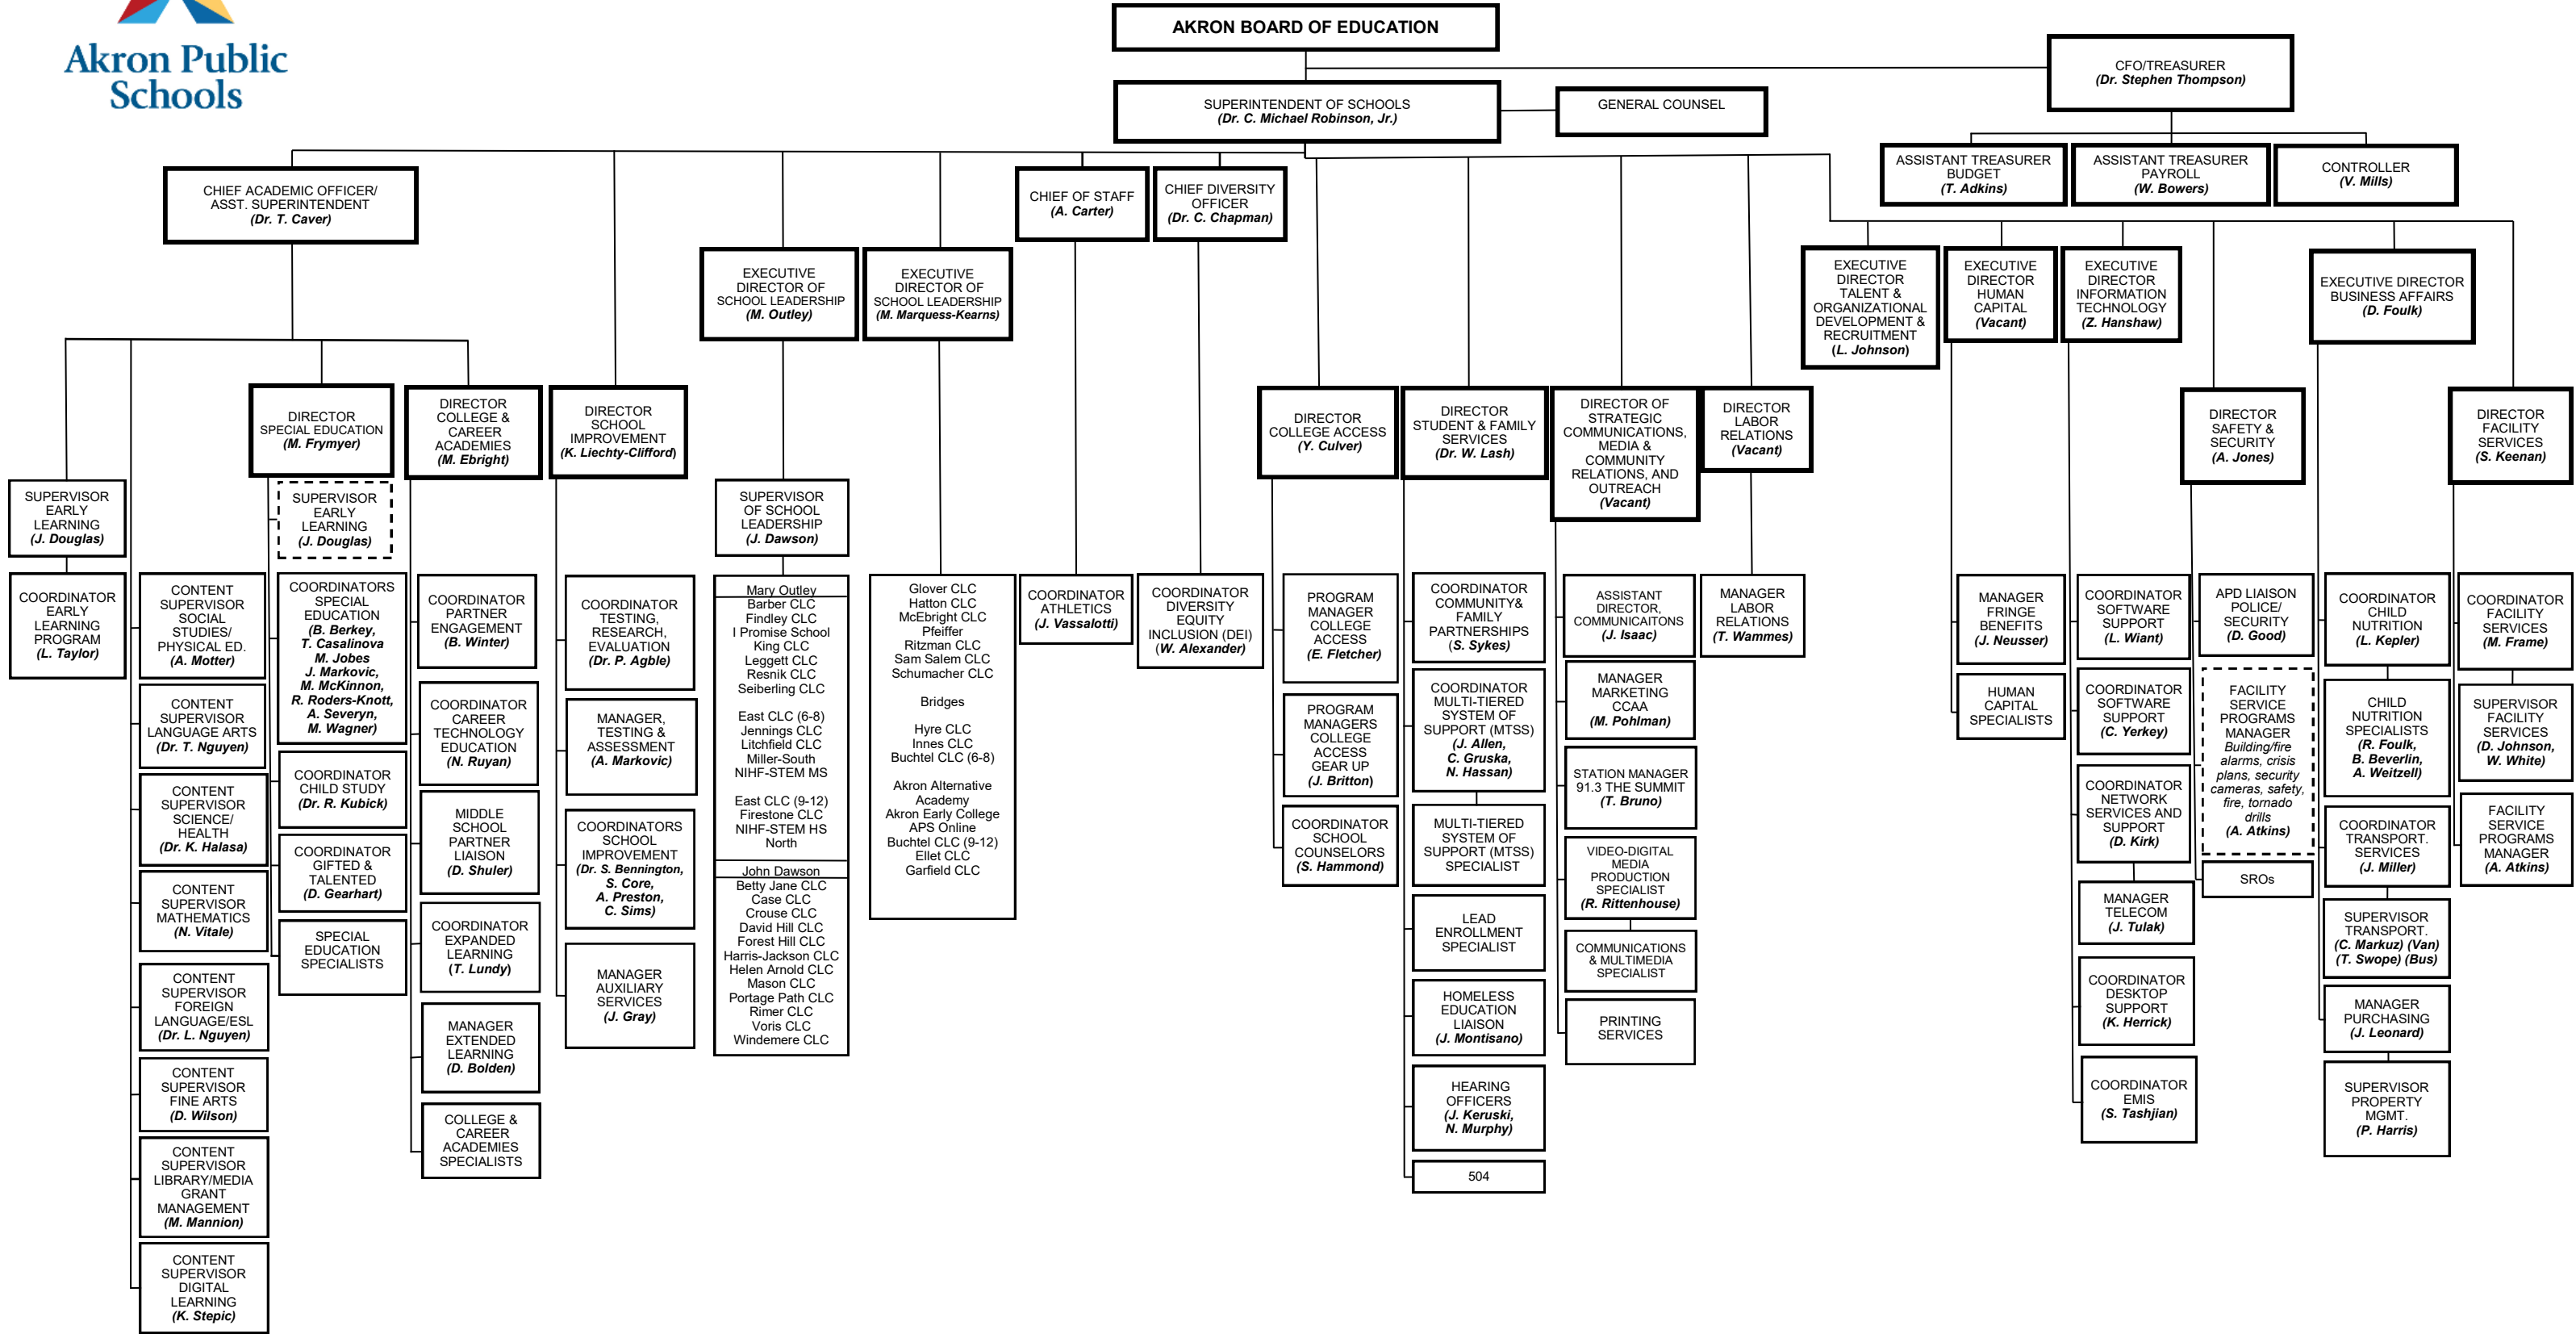 Akron Public
Schools
AKRON BOARD OF EDUCATION
CFO/TREASURER
(Dr. Stephen Thompson)
SUPERINTENDENT OF SCHOOLS
(Dr. C. Michael Robinson, Jr.)
GENERAL COUNSEL
ASSISTANT TREASURER
BUDGET
(T. Adkins)
ASSISTANT TREASURER
PAYROLL
(W. Bowers)
CONTROLLER
(V. Mills)
CHIEF ACADEMIC OFFICER/
ASST. SUPERINTENDENT
(Dr. T. Caver)
CHIEF OF STAFF
(A. Carter)
CHIEF DIVERSITY
OFFICER
(Dr. C. Chapman)
EXECUTIVE
DIRECTOR OF
SCHOOL LEADERSHIP
(M. Outley)
EXECUTIVE
DIRECTOR OF
SCHOOL LEADERSHIP
(M. Marquess-Kearns)
EXECUTIVE
DIRECTOR
TALENT &
ORGANIZATIONAL
DEVELOPMENT &
RECRUITMENT
(L. Johnson)
EXECUTIVE
DIRECTOR
HUMAN
CAPITAL
(Vacant)
EXECUTIVE
DIRECTOR
INFORMATION
TECHNOLOGY
(Z. Hanshaw)
EXECUTIVE DIRECTOR
BUSINESS AFFAIRS
(D. Foulk)
DIRECTOR
SPECIAL EDUCATION
(M. Frymyer)
DIRECTOR
COLLEGE &
CAREER
ACADEMIES
(M. Ebright)
DIRECTOR
SCHOOL
IMPROVEMENT
(K. Liechty-Clifford)
DIRECTOR
COLLEGE ACCESS
(Y. Culver)
DIRECTOR
STUDENT & FAMILY
SERVICES
(Dr. W. Lash)
DIRECTOR OF
STRATEGIC
COMMUNICATIONS,
MEDIA &
COMMUNITY
RELATIONS, AND
OUTREACH
(Vacant)
DIRECTOR
LABOR
RELATIONS
(Vacant)
DIRECTOR
SAFETY &
SECURITY
(A. Jones)
DIRECTOR
FACILITY
SERVICES
(S. Keenan)
SUPERVISOR
EARLY
LEARNING
(J. Douglas)
SUPERVISOR
EARLY
LEARNING
(J. Douglas)
SUPERVISOR
OF SCHOOL
LEADERSHIP
(J. Dawson)
COORDINATOR
EARLY
LEARNING
PROGRAM
(L. Taylor)
CONTENT
SUPERVISOR
SOCIAL
STUDIES/
PHYSICAL ED.
(A. Motter)
CONTENT
SUPERVISOR
LANGUAGE ARTS
(Dr. T. Nguyen)
CONTENT
SUPERVISOR
SCIENCE/
HEALTH
(Dr. K. Halasa)
CONTENT
SUPERVISOR
MATHEMATICS
(N. Vitale)
CONTENT
SUPERVISOR
FOREIGN
LANGUAGE/ESL
(Dr. L. Nguyen)
CONTENT
SUPERVISOR
FINE ARTS
(D. Wilson)
CONTENT
SUPERVISOR
LIBRARY/MEDIA
GRANT
MANAGEMENT
(M. Mannion)
CONTENT
SUPERVISOR
DIGITAL
LEARNING
(K. Stepic)
COORDINATORS
SPECIAL
EDUCATION
(B. Berkey,
T. Casalinova
M. Jobes
J. Markovic,
M. McKinnon,
R. Roders-Knott,
A. Severyn,
M. Wagner)
COORDINATOR
CHILD STUDY
(Dr. R. Kubick)
COORDINATOR
GIFTED &
TALENTED
(D. Gearhart)
SPECIAL
EDUCATION
SPECIALISTS
COORDINATOR
PARTNER
ENGAGEMENT
(B. Winter)
COORDINATOR
CAREER
TECHNOLOGY
EDUCATION
(N. Ruyan)
MIDDLE
SCHOOL
PARTNER
LIAISON
(D. Shuler)
COORDINATOR
EXPANDED
LEARNING
(T. Lundy)
MANAGER
EXTENDED
LEARNING
(D. Bolden)
COLLEGE &
CAREER
ACADEMIES
SPECIALISTS
COORDINATOR
TESTING,
RESEARCH,
EVALUATION
(Dr. P. Agble)
MANAGER,
TESTING &
ASSESSMENT
(A. Markovic)
COORDINATORS
SCHOOL
IMPROVEMENT
(Dr. S. Bennington,
S. Core,
A. Preston,
C. Sims)
MANAGER
AUXILIARY
SERVICES
(J. Gray)
Mary Outley
Barber CLC
Findley CLC
I Promise School
King CLC
Leggett CLC
Resnik CLC
Seiberling CLC
East CLC (6-8)
Jennings CLC
Litchfield CLC
Miller-South
NIHF-STEM MS
East CLC (9-12)
Firestone CLC
NIHF-STEM HS
North
John Dawson
Betty Jane CLC
Case CLC
Crouse CLC
David Hill CLC
Forest Hill CLC
Harris-Jackson CLC
Helen Arnold CLC
Mason CLC
Portage Path CLC
Rimer CLC
Voris CLC
Windemere CLC
Glover CLC
Hatton CLC
McEbright CLC
Pfeiffer
Ritzman CLC
Sam Salem CLC
Schumacher CLC
Bridges
Hyre CLC
Innes CLC
Buchtel CLC (6-8)
Akron Alternative
Academy
Akron Early College
APS Online
Buchtel CLC (9-12)
Ellet CLC
Garfield CLC
COORDINATOR
ATHLETICS
(J. Vassalotti)
COORDINATOR
DIVERSITY
EQUITY
INCLUSION (DEI)
(W. Alexander)
PROGRAM
MANAGER
COLLEGE
ACCESS
(E. Fletcher)
PROGRAM
MANAGERS
COLLEGE
ACCESS
GEAR UP
(J. Britton)
COORDINATOR
SCHOOL
COUNSELORS
(S. Hammond)
COORDINATOR
COMMUNITY&
FAMILY
PARTNERSHIPS
(S. Sykes)
COORDINATOR
MULTI-TIERED
SYSTEM OF
SUPPORT (MTSS)
(J. Allen,
C. Gruska,
N. Hassan)
MULTI-TIERED
SYSTEM OF
SUPPORT (MTSS)
SPECIALIST
LEAD
ENROLLMENT
SPECIALIST
HOMELESS
EDUCATION
LIAISON
(J. Montisano)
HEARING
OFFICERS
(J. Keruski,
N. Murphy)
504
ASSISTANT
DIRECTOR,
COMMUNICAITONS
(J. Isaac)
MANAGER
MARKETING
CCAA
(M. Pohlman)
STATION MANAGER
91.3 THE SUMMIT
(T. Bruno)
VIDEO-DIGITAL
MEDIA
PRODUCTION
SPECIALIST
(R. Rittenhouse)
COMMUNICATIONS
& MULTIMEDIA
SPECIALIST
PRINTING
SERVICES
MANAGER
LABOR
RELATIONS
(T. Wammes)
MANAGER
FRINGE
BENEFITS
(J. Neusser)
HUMAN
CAPITAL
SPECIALISTS
COORDINATOR
SOFTWARE
SUPPORT
(L. Wiant)
COORDINATOR
SOFTWARE
SUPPORT
(C. Yerkey)
COORDINATOR
NETWORK
SERVICES AND
SUPPORT
(D. Kirk)
MANAGER
TELECOM
(J. Tulak)
COORDINATOR
DESKTOP
SUPPORT
(K. Herrick)
COORDINATOR
EMIS
(S. Tashjian)
APD LIAISON
POLICE/
SECURITY
(D. Good)
FACILITY
SERVICE
PROGRAMS
MANAGER
Building/fire
alarms, crisis
plans, security
cameras, safety,
fire, tornado
drills
(A. Atkins)
SROs
COORDINATOR
CHILD
NUTRITION
(L. Kepler)
CHILD
NUTRITION
SPECIALISTS
(R. Foulk,
B. Beverlin,
A. Weitzell)
COORDINATOR
TRANSPORT.
SERVICES
(J. Miller)
SUPERVISOR
TRANSPORT.
(C. Markuz) (Van)
(T. Swope) (Bus)
MANAGER
PURCHASING
(J. Leonard)
SUPERVISOR
PROPERTY
MGMT.
(P. Harris)
COORDINATOR
FACILITY
SERVICES
(M. Frame)
SUPERVISOR
FACILITY
SERVICES
(D. Johnson,
W. White)
FACILITY
SERVICE
PROGRAMS
MANAGER
(A. Atkins)